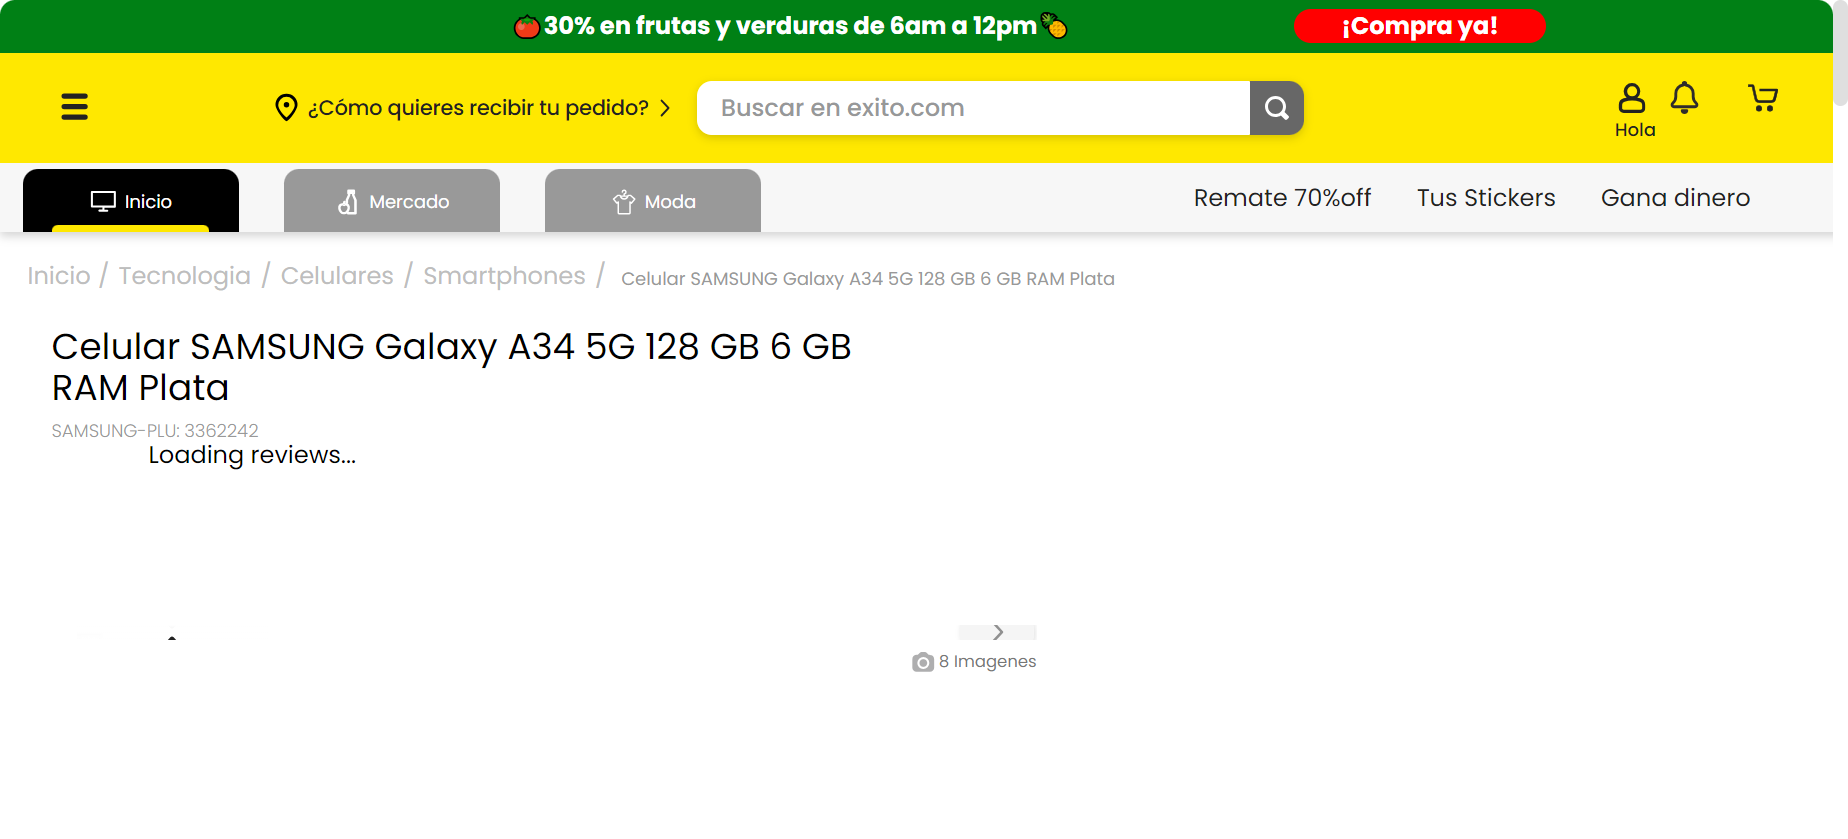 30% en frutas y verduras de 6am a 12pm
¡Compra ya!
¿Cómo quieres recibir tu pedido?
Buscar en exito.com
Hola
Inicio
Mercado
Moda
Remate 70%off
Tus Stickers
Gana dinero
Inicio / Tecnologia / Celulares / Smartphones / Celular SAMSUNG Galaxy A34 5G 128 GB 6 GB RAM Plata
Celular SAMSUNG Galaxy A34 5G 128 GB 6 GB
RAM Plata
SAMSUNG-PLU: 3362242
Loading reviews...
8 Imagenes